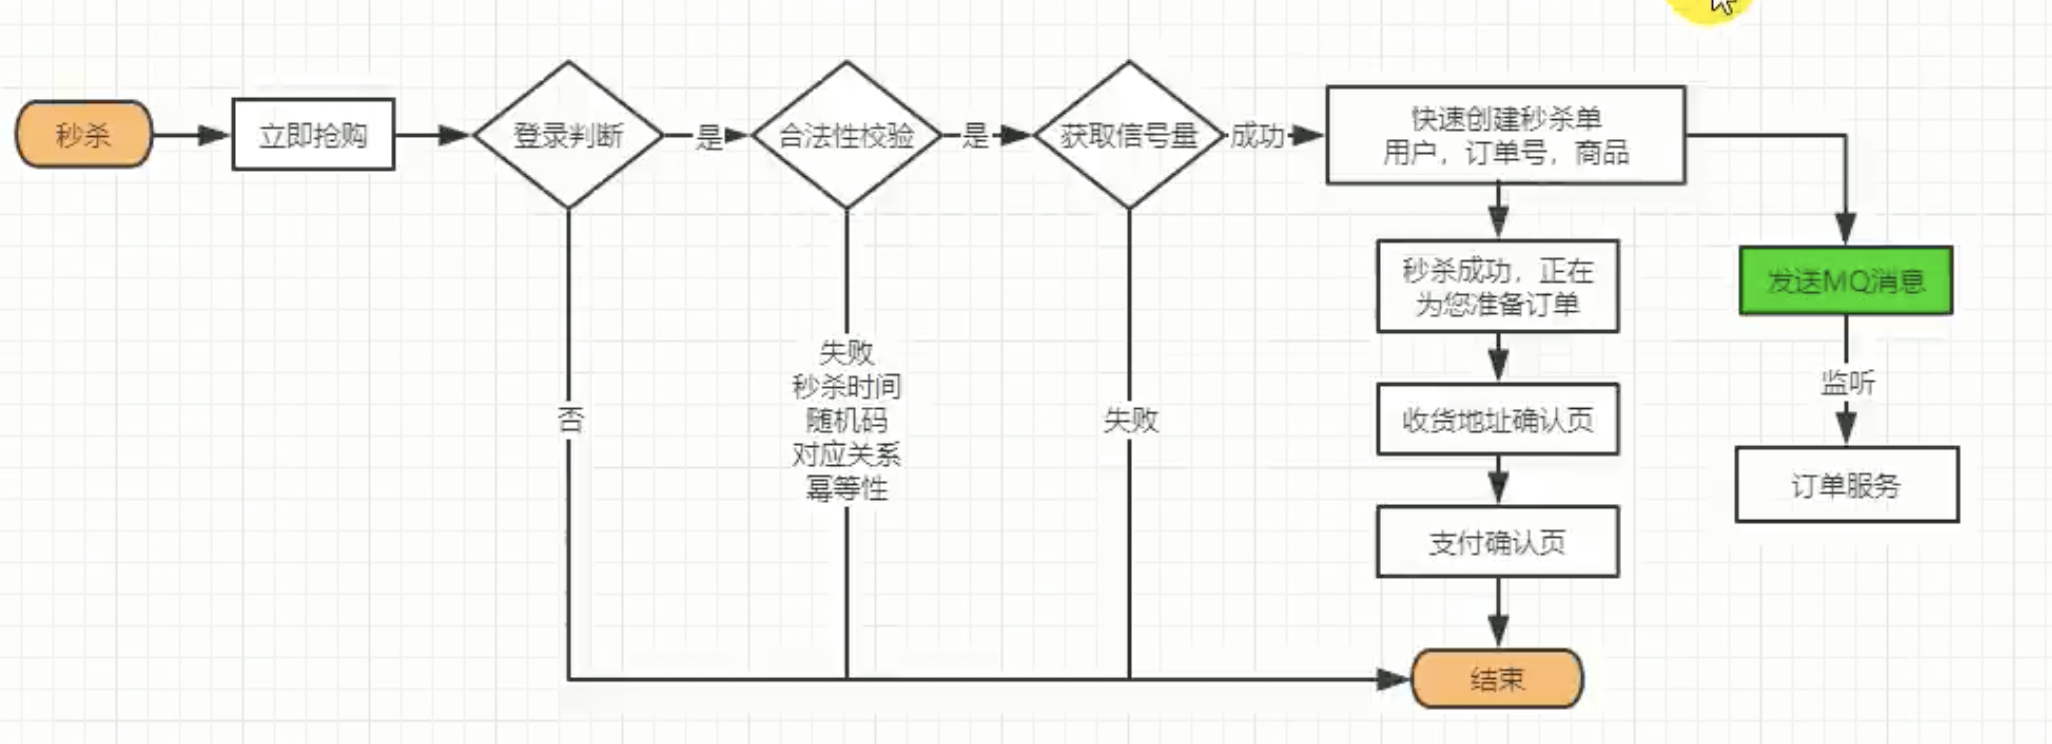 秒杀
立即抢购
登录判断
是
合法性校验
是
获取信号量
成功
快速创建秒杀单
用户，订单号，商品
秒杀成功，正在
为您准备订单
发送MQ消息
失败
秒杀时间
随机码
对应关系
幂等性
否
失败
监听
收货地址确认页
订单服务
支付确认页
结束